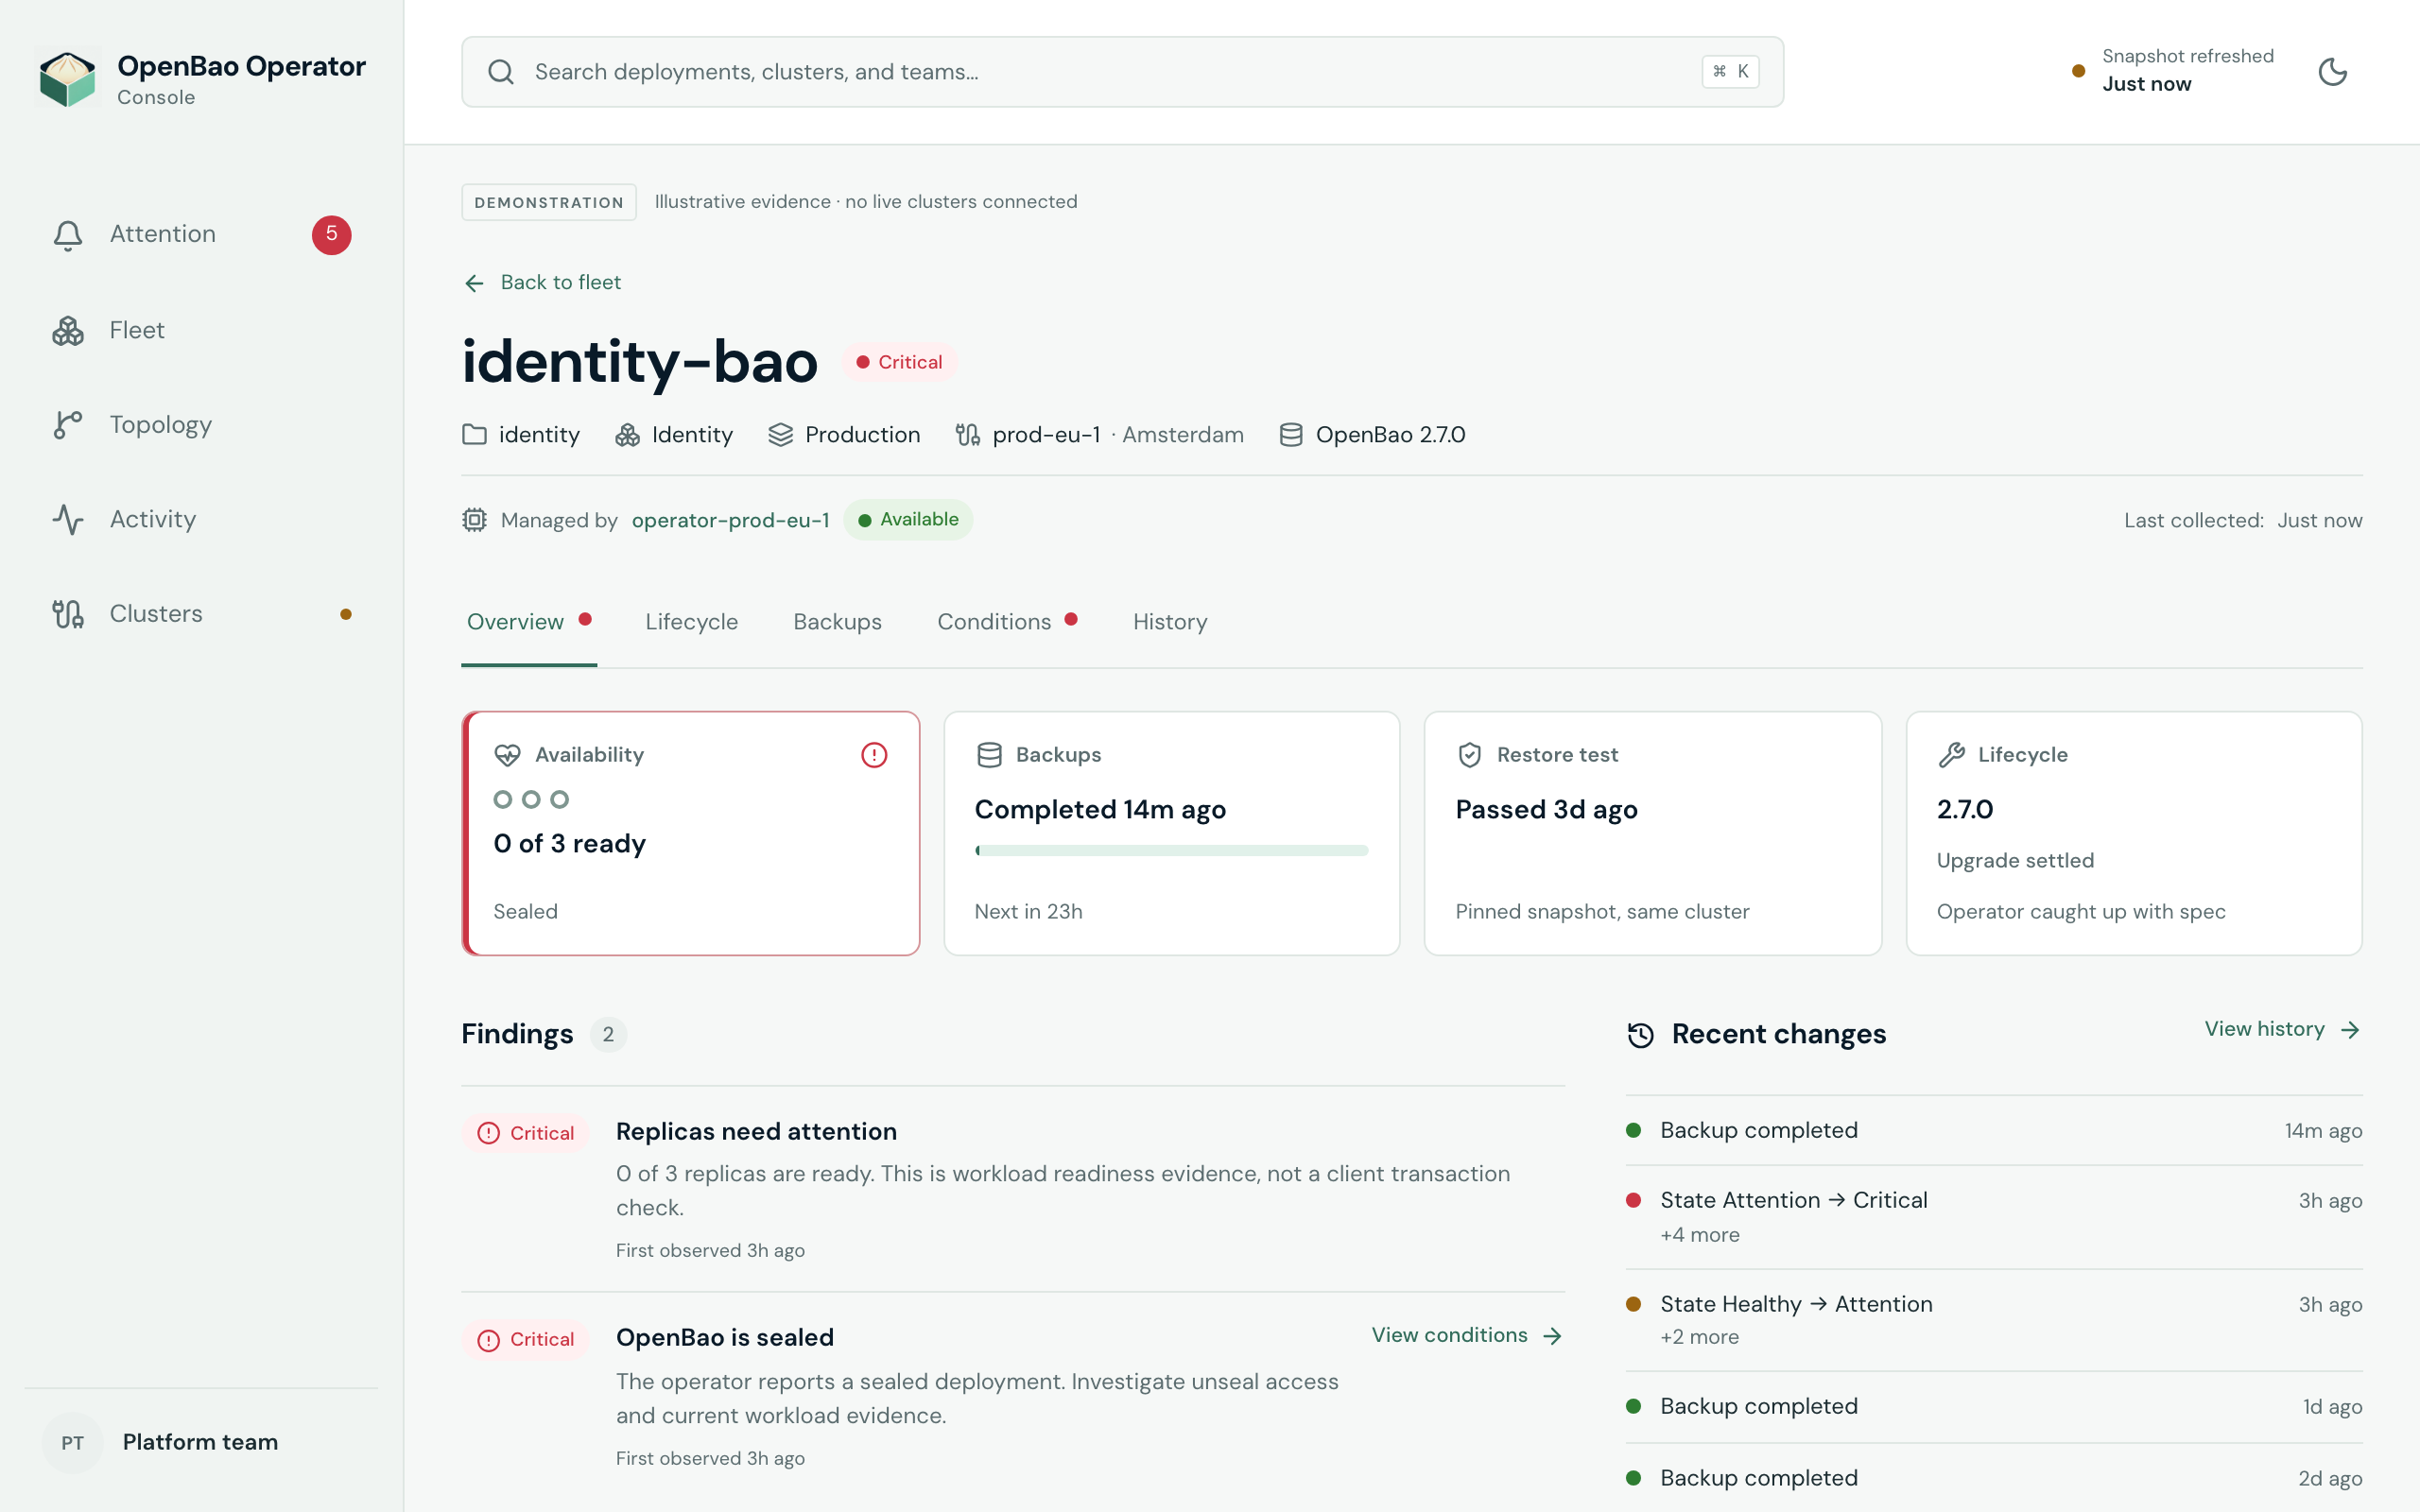 OpenBao Operator
Console
Search deployments, clusters, and teams...
⌘ K
Snapshot refreshed
Just now
Attention
5
Fleet
Topology
Activity
Clusters
PT
Platform team
DEMONSTRATION
Illustrative evidence · no live clusters connected
Back to fleet
identity-bao
Critical
identity
Identity
Production
prod-eu-1 · Amsterdam
OpenBao 2.7.0
Managed by operator-prod-eu-1
Available
Last collected: Just now
Overview
Lifecycle
Backups
Conditions
History
Availability
0 of 3 ready
Sealed
Backups
Completed 14m ago
Next in 23h
Restore test
Passed 3d ago
Pinned snapshot, same cluster
Lifecycle
2.7.0
Upgrade settled
Operator caught up with spec
Findings
2
Critical
Replicas need attention
0 of 3 replicas are ready. This is workload readiness evidence, not a client transaction
check.
First observed 3h ago
Critical
OpenBao is sealed
View conditions
The operator reports a sealed deployment. Investigate unseal access
and current workload evidence.
First observed 3h ago
Recent changes
View history
Backup completed
14m ago
State Attention → Critical
3h ago
+4 more
State Healthy → Attention
3h ago
+2 more
Backup completed
1d ago
Backup completed
2d ago